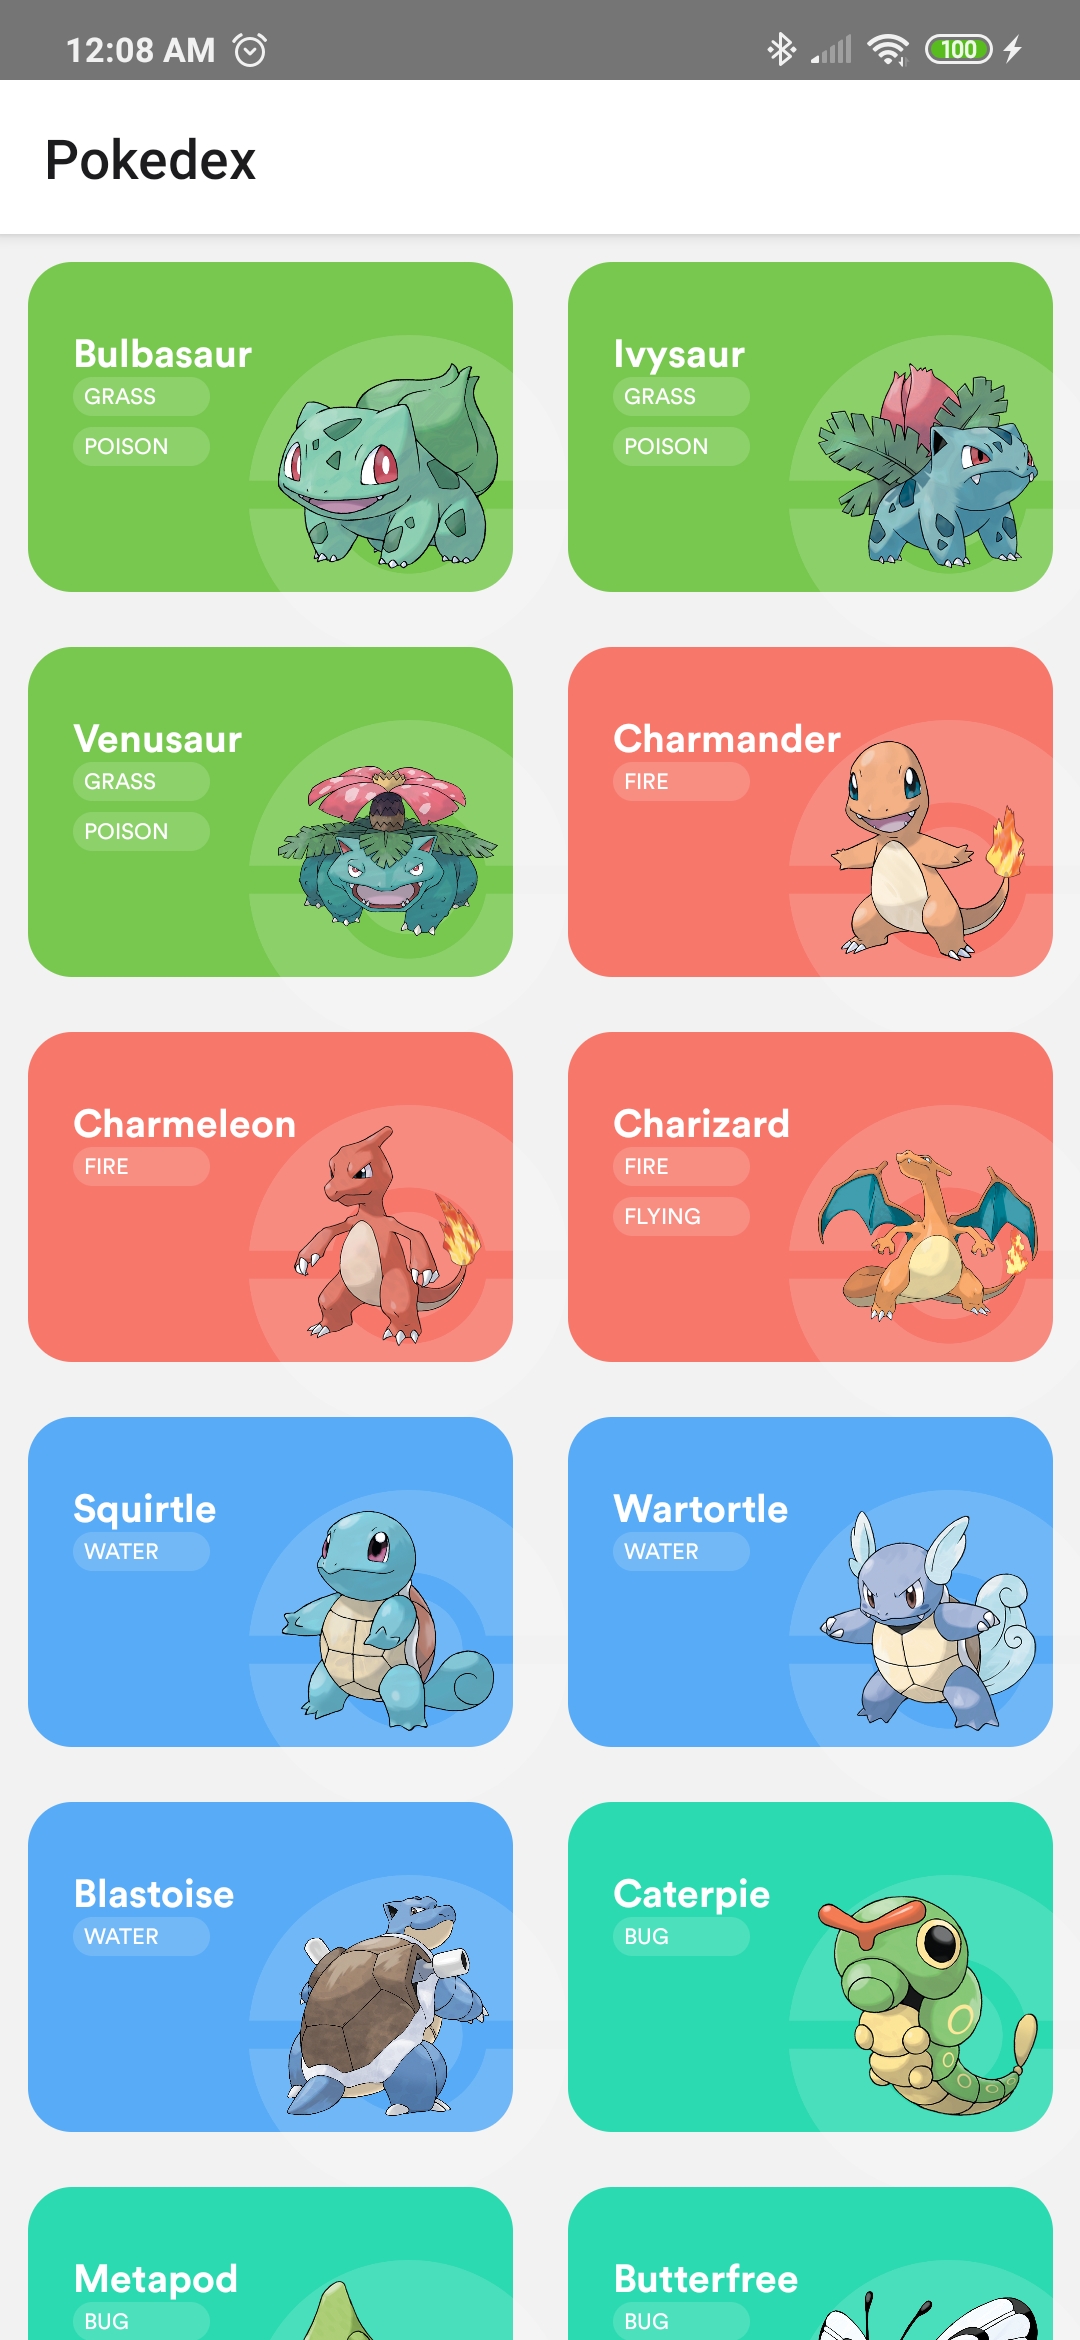 12:08 AM
100
Pokedex
Bulbasaur
GRASS
POISON
Ivysaur
GRASS
POISON
Venusaur
GRASS
POISON
Charmander
FIRE
Charmeleon
FIRE
Charizard
FIRE
FLYING
Squirtle
WATER
Wartortle
WATER
Blastoise
WATER
Caterpie
BUG
Metapod
BUG
Butterfree
BUG